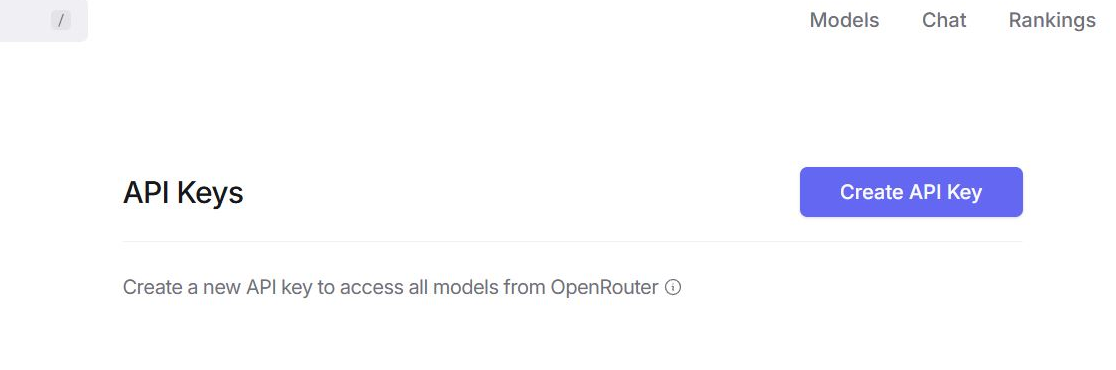 /
Models Chat Rankings
API Keys
Create API Key
Create a new API key to access all models from OpenRouter